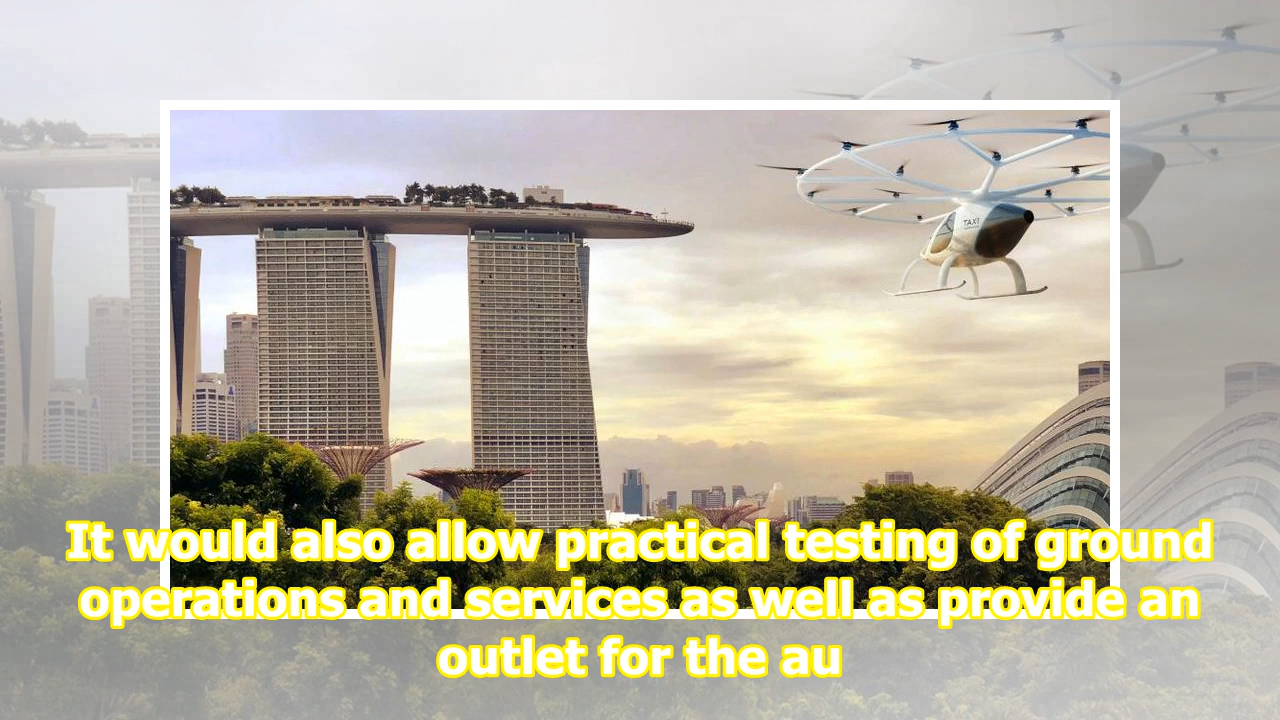 TAXI
It would also allow practical testing of ground
operations and services as well as provide an
outlet for the au